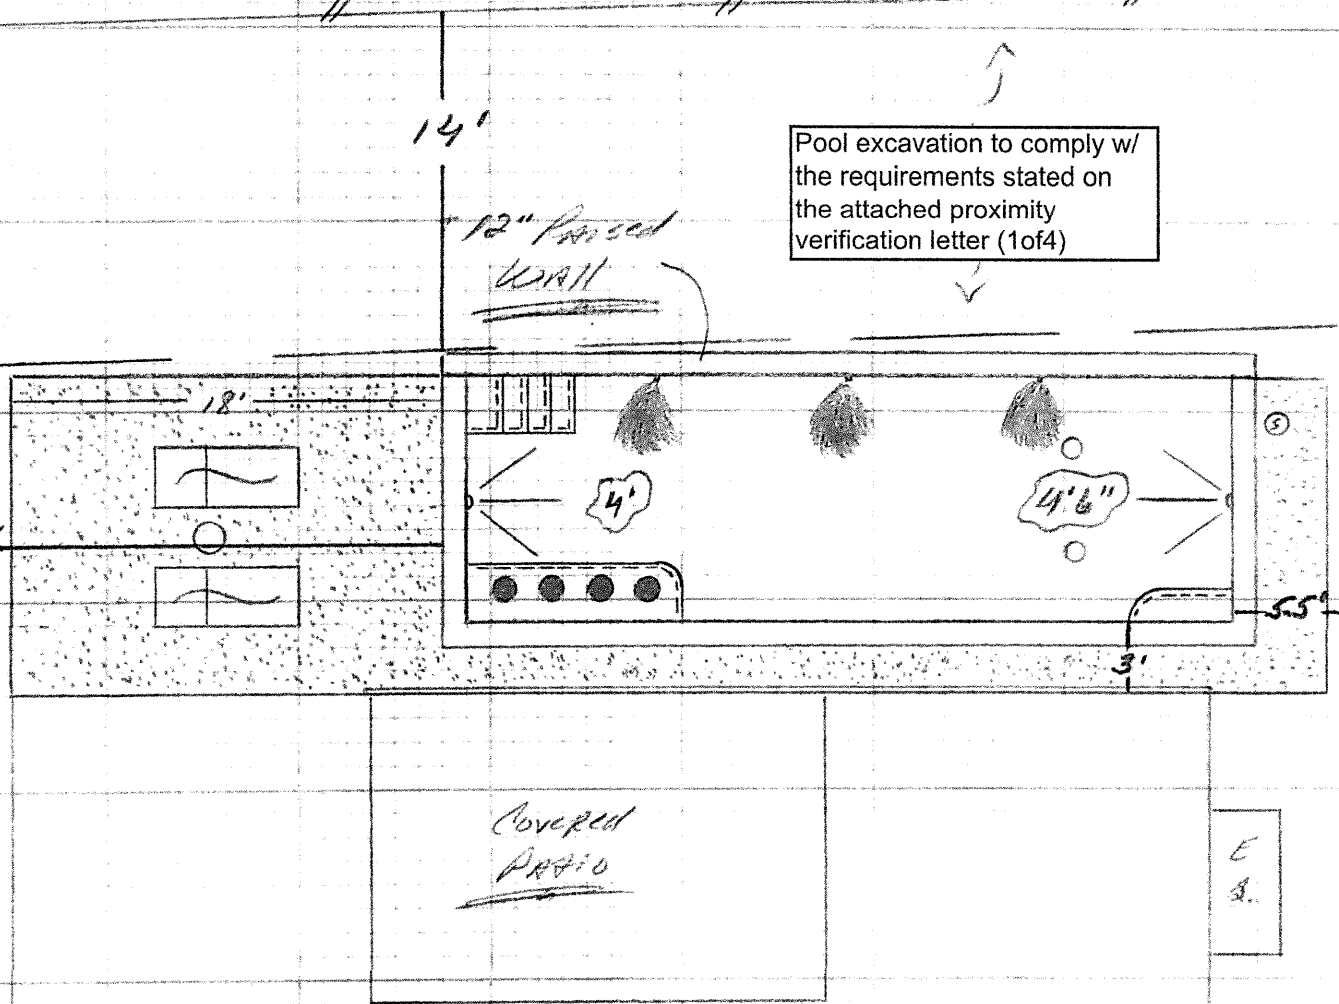 14'
Pool excavation to comply w/
the requirements stated on
the attached proximity
verification letter (1of4)
12" Raised
Wall
18'
S
4'
4'6"
5.5'
3'
Covered
Patio
E